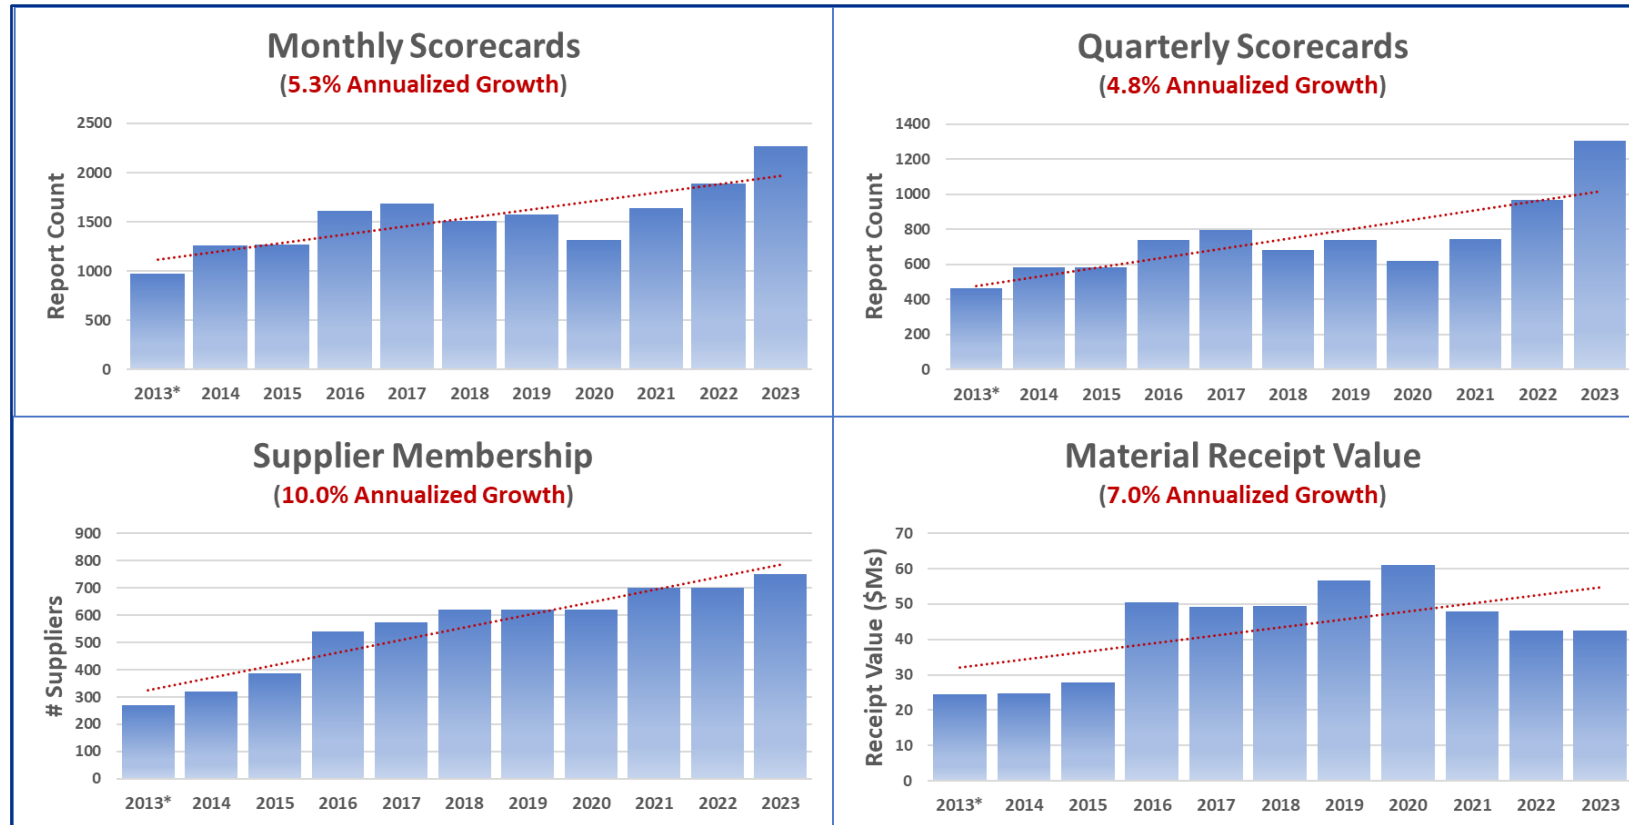 Monthly Scorecards
(5.3% Annualized Growth)
Report Count
2500
2000
1500
1000
500
0
2013* 2014 2015 2016 2017 2018 2019 2020 2021 2022 2023
Quarterly Scorecards
(4.8% Annualized Growth)
Report Count
1400
1200
1000
800
600
400
200
0
2013* 2014 2015 2016 2017 2018 2019 2020 2021 2022 2023
Supplier Membership
(10.0% Annualized Growth)
# Suppliers
900
800
700
600
500
400
300
200
100
0
2013* 2014 2015 2016 2017 2018 2019 2020 2021 2022 2023
Material Receipt Value
(7.0% Annualized Growth)
Receipt Value ($Ms)
70
60
50
40
30
20
10
0
2013* 2014 2015 2016 2017 2018 2019 2020 2021 2022 2023